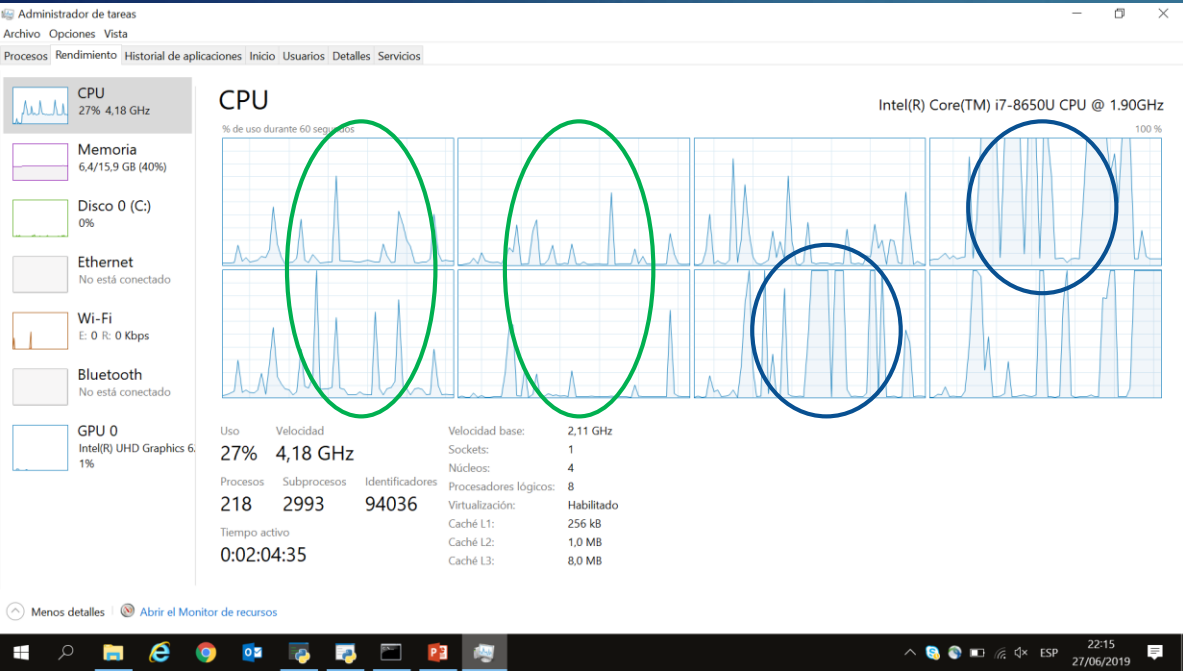 Administrador de tareas
Archivo Opciones Vista
Procesos Rendimiento Historial de aplicaciones Inicio Usuarios Detalles Servicios
CPU
27% 4,18 GHz
Memoria
6,4/15,9 GB (40%)
Disco 0 (C:)
0%
Ethernet
No está conectado
Wi-Fi
E: 0 R: 0 Kbps
Bluetooth
No está conectado
GPU 0
Intel(R) UHD Graphics 6.
1%
CPU
Intel(R) Core(TM) i7-8650U CPU @ 1.90GHz
% de uso durante 60 segundos
100 %
Uso Velocidad
27% 4,18 GHz
Procesos Subprocesos Identificadores
218 2993 94036
Tiempo activo
0:02:04:35
Velocidad base: 2,11 GHz
Sockets: 1
Núcleos: 4
Procesadores lógicos: 8
Virtualización: Habilitado
Caché L1: 256 kB
Caché L2: 1,0 MB
Caché L3: 8,0 MB
Menos detalles
Abrir el Monitor de recursos
ESP
22:15
27/06/2019